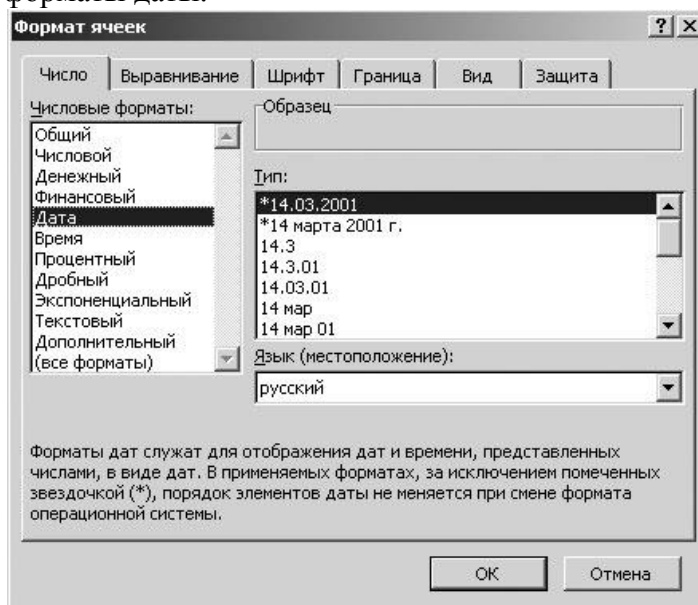 форматы даты.
Формат ячеек
Число Выравнивание Шрифт Граница Вид Защита
Числовые форматы:
Общий
Числовой
Денежный
Финансовый
Дата
Время
Процентный
Дробный
Экспоненциальный
Текстовый
Дополнительный
(все форматы)
Образец
Тип:
*14.03.2001
*14 марта 2001 г.
14.3
14.3.01
14.03.01
14 мар
14 мар 01
Язык (местоположение):
русский
Форматы дат служат для отображения дат и времени, представленных
числами, в виде дат. В применяемых форматах, за исключением помеченных
звездочкой (*), порядок элементов даты не меняется при смене формата
операционной системы.
ОК Отмена